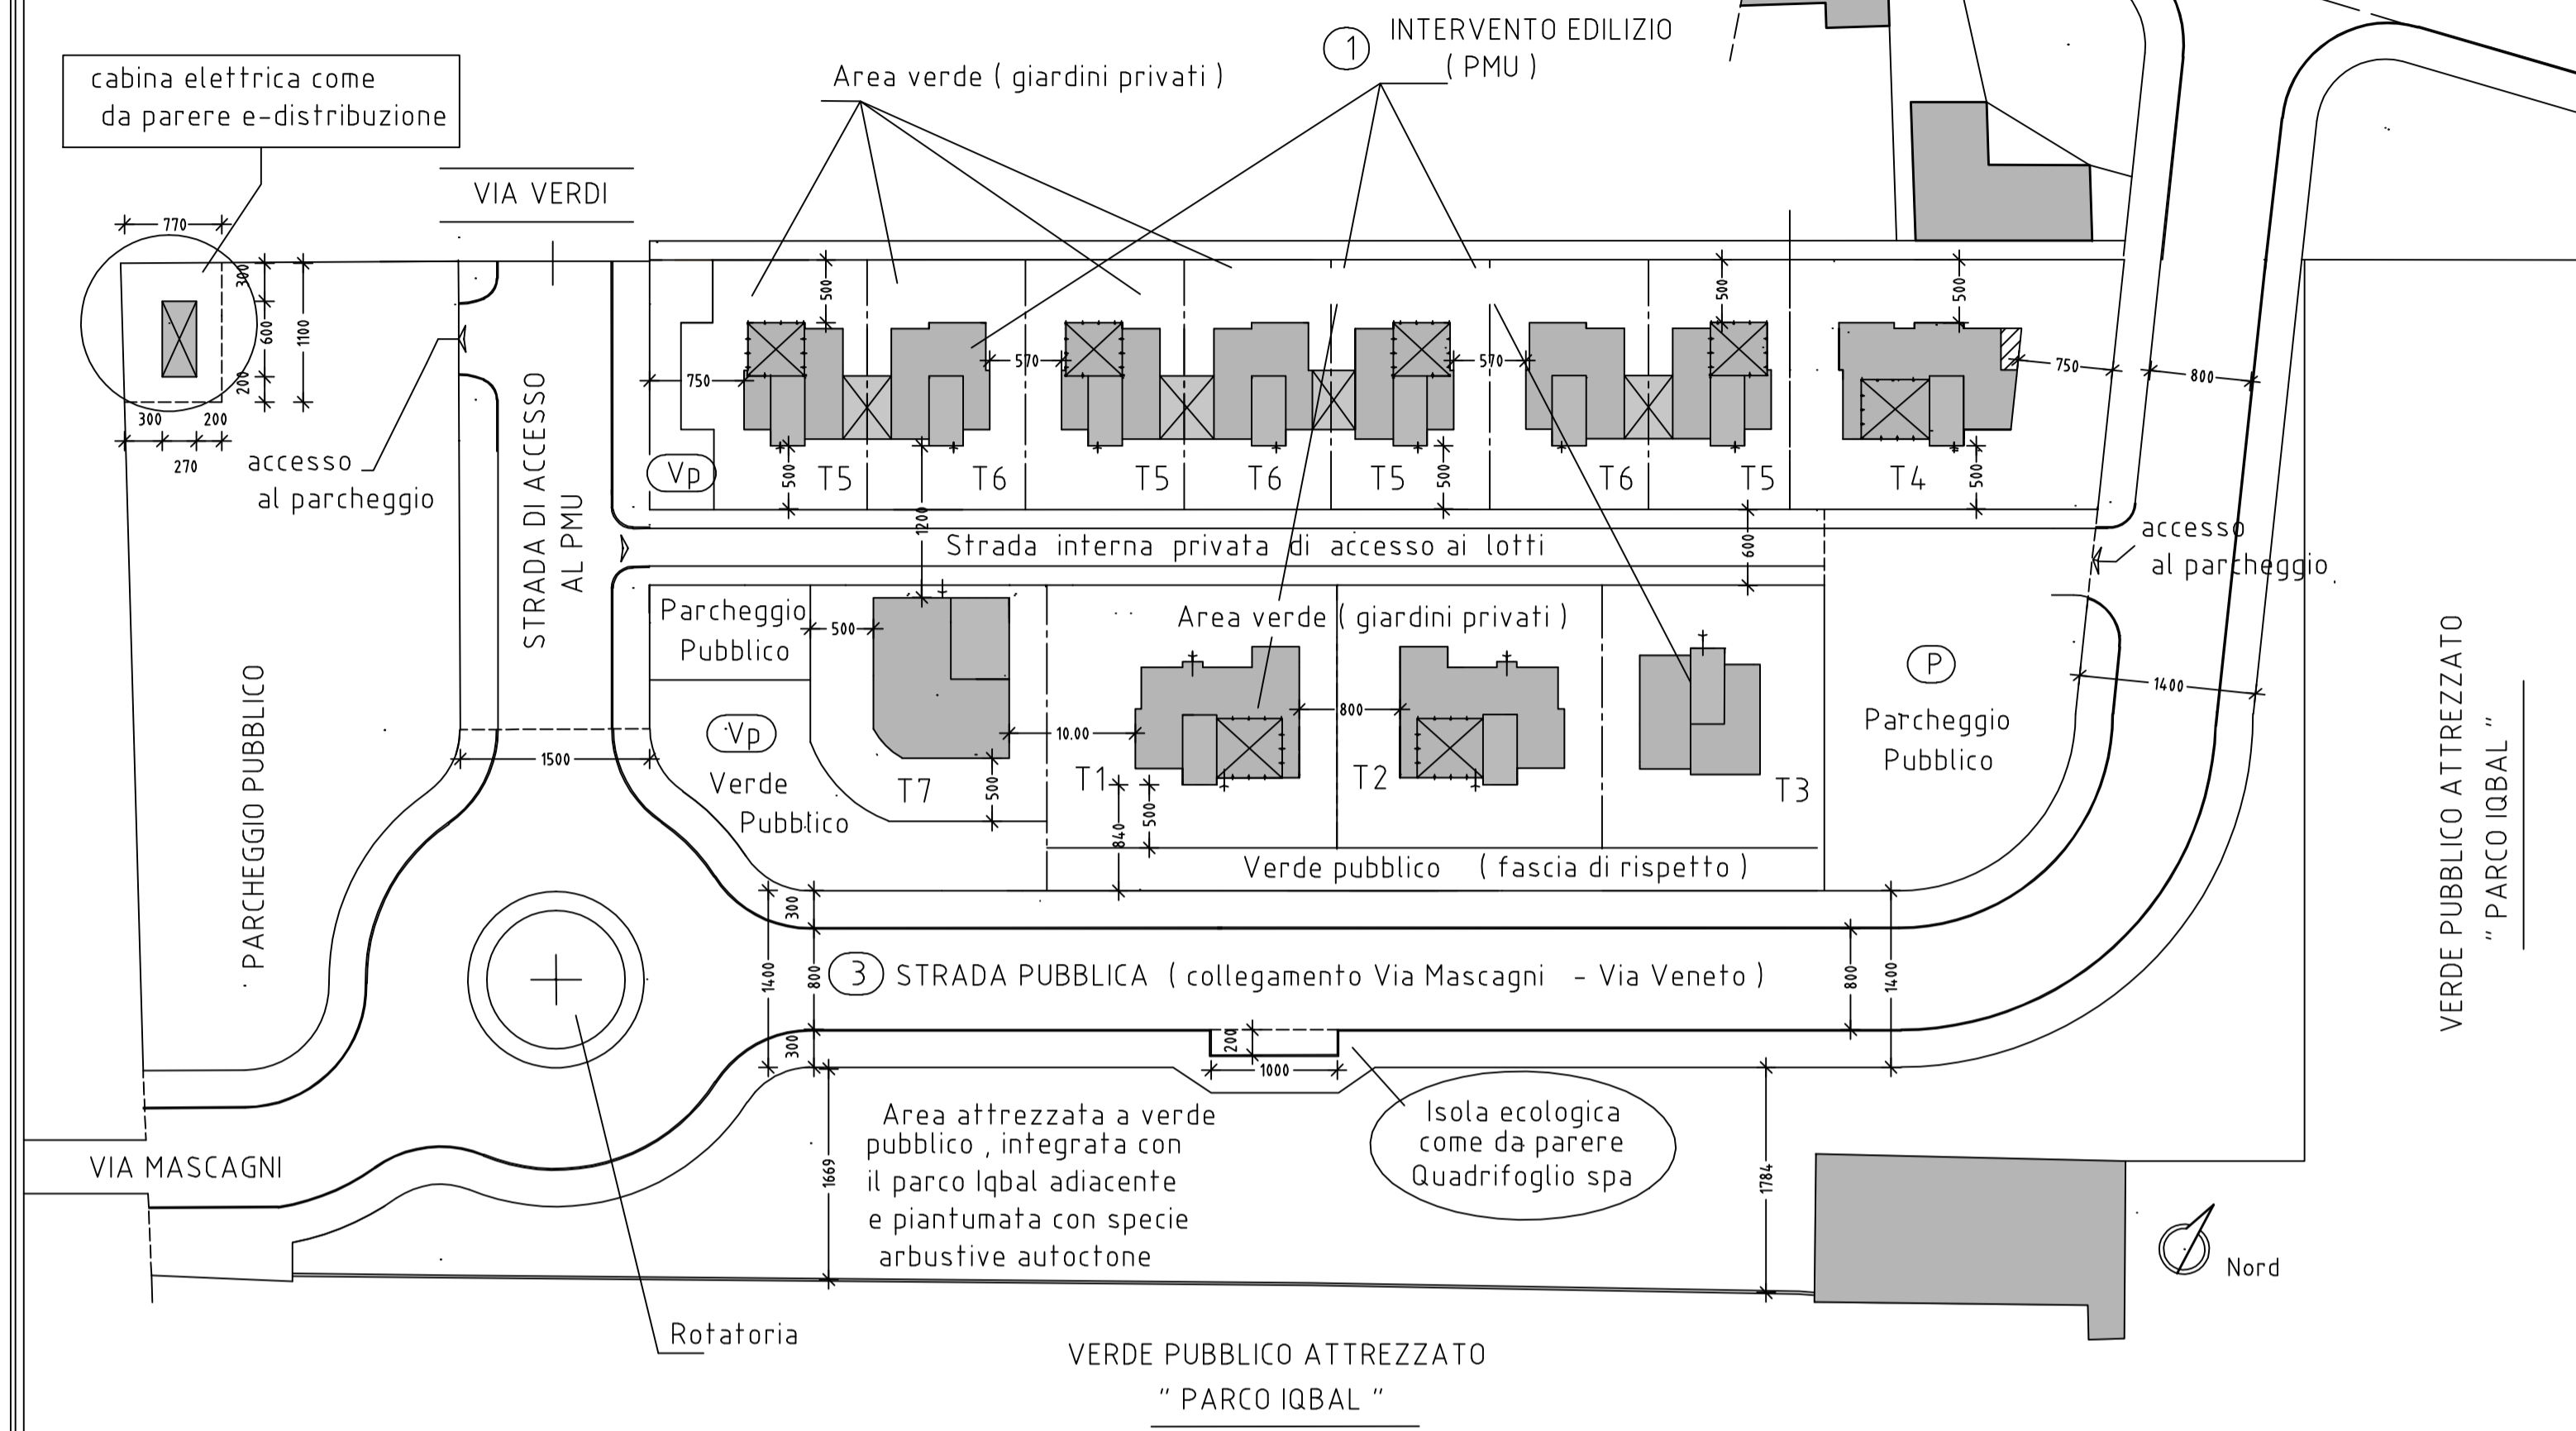 INTERVENTO EDILIZIO
1
( PMU )
Area verde ( giardini privati )
cabina elettrica come
da parere e-distribuzione
VIA VERDI
770
300
600
1100
200
300
200
270
accesso
al parcheggio
STRADA DI ACCESSO
AL PMU
500
500
500
750
570
570
750
800
Vp
500
T5
T6
T5
T6
T5
500
T6
T5
T4
500
1200
Strada interna privata di accesso ai lotti
600
accesso
al parcheggio
Parcheggio
Pubblico
500
Area verde ( giardini privati )
P
Parcheggio
Pubblico
1400
PARCHEGGIO PUBBLICO
1500
Vp
Verde
Pubblico
10.00
800
T7
500
T1
T2
T3
840
500
Verde pubblico ( fascia di rispetto )
VERDE PUBBLICO ATTREZZATO
" PARCO IQBAL "
300
1400
800
3
STRADA PUBBLICA ( collegamento Via Mascagni - Via Veneto )
800
1400
300
200
1000
Area attrezzata a verde
pubblico , integrata con
il parco Iqbal adiacente
e piantumata con specie
arbustive autoctone
1669
Isola ecologica
come da parere
Quadrifoglio spa
1784
VIA MASCAGNI
Nord
Rotatoria
VERDE PUBBLICO ATTREZZATO
" PARCO IQBAL "